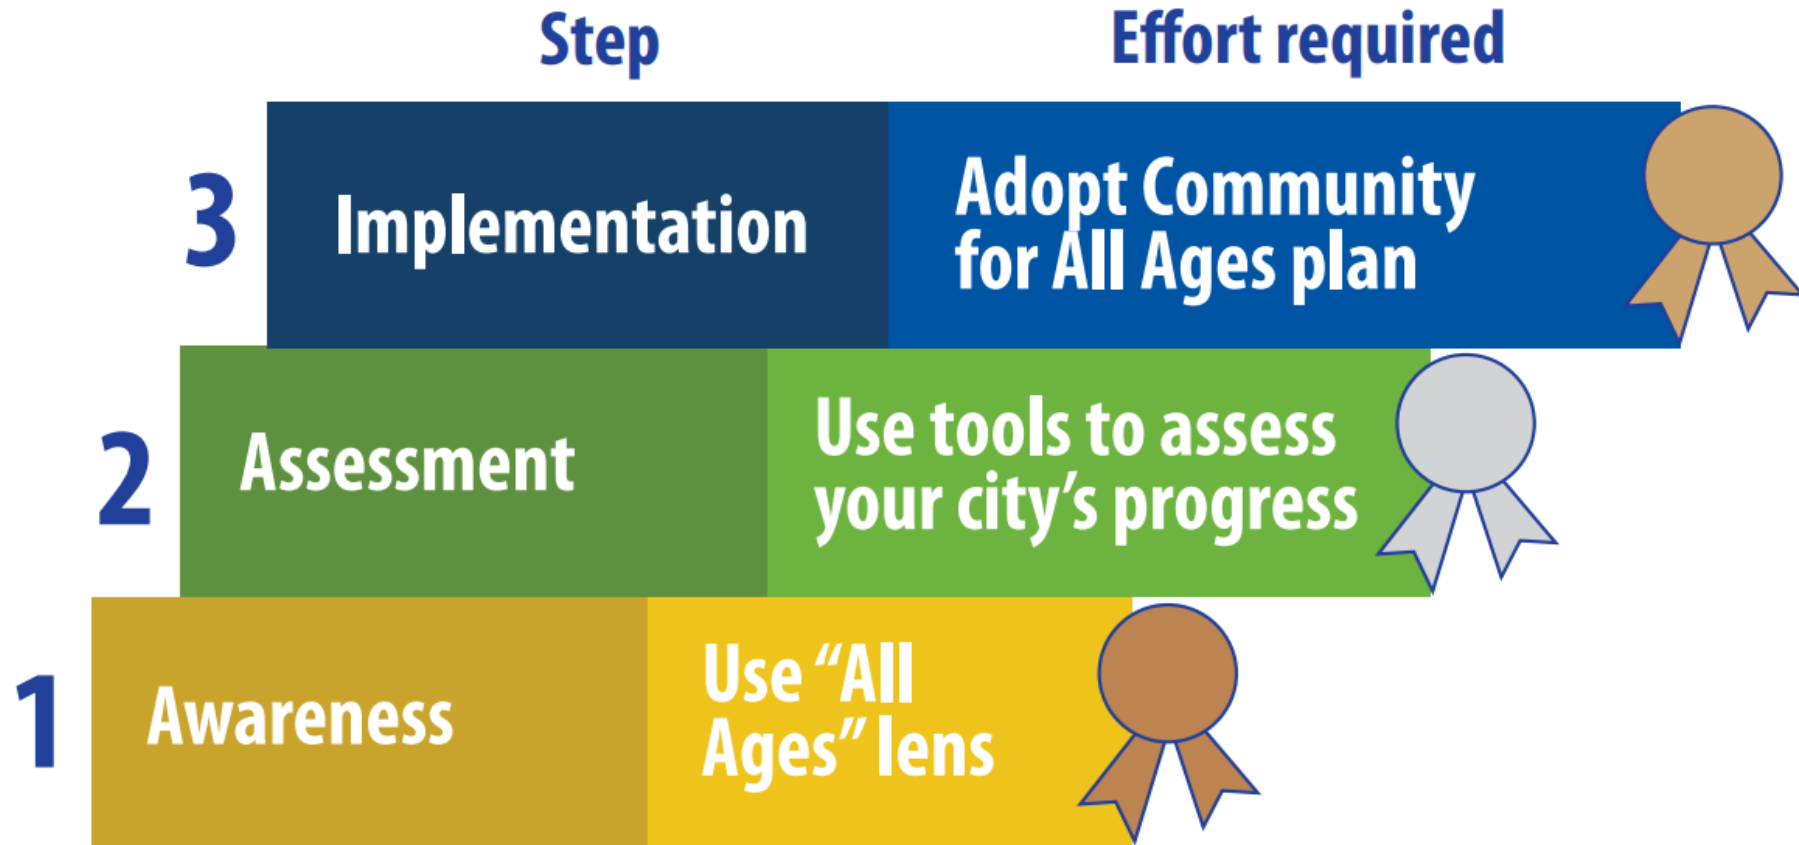 Step
Effort required
3
Implementation
Adopt Community
for All Ages plan
2
Assessment
Use tools to assess
your city’s progress
1
Awareness
Use “All
Ages” lens